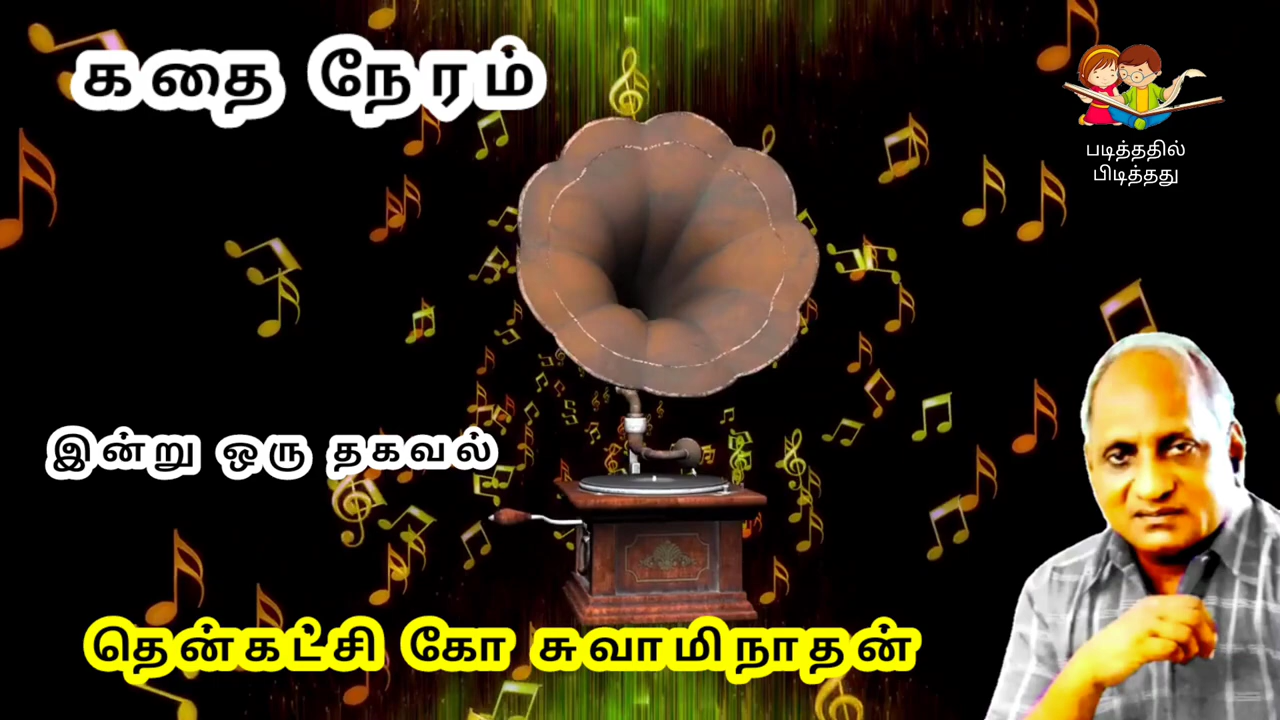 கதை நேரம்
படித்ததில்
பிடித்தது
இன்று ஒரு தகவல்
தென்கட்சி கோ சுவாமிநாதன்